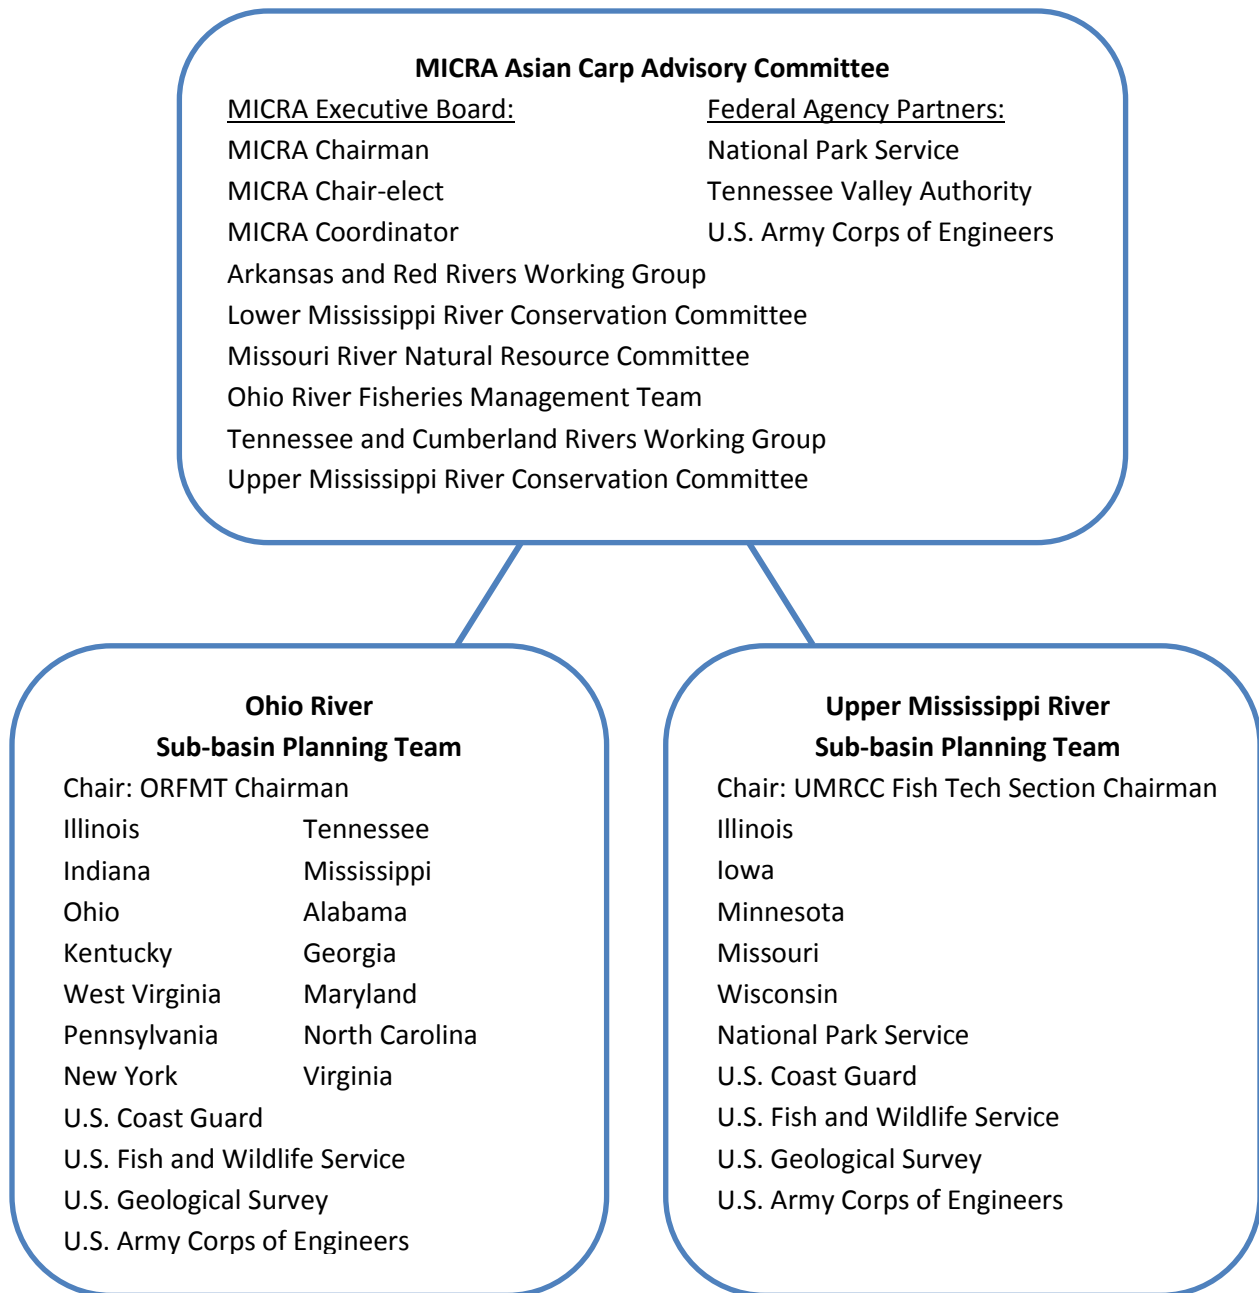 MICRA Asian Carp Advisory Committee
MICRA Executive Board: Federal Agency Partners:
MICRA Chairman National Park Service
MICRA Chair-elect Tennessee Valley Authority
MICRA Coordinator U.S. Army Corps of Engineers
Arkansas and Red Rivers Working Group
Lower Mississippi River Conservation Committee
Missouri River Natural Resource Committee
Ohio River Fisheries Management Team
Tennessee and Cumberland Rivers Working Group
Upper Mississippi River Conservation Committee
Ohio River
Sub-basin Planning Team
Chair: ORFMT Chairman
Illinois Tennessee
Indiana Mississippi
Ohio Alabama
Kentucky Georgia
West Virginia Maryland
Pennsylvania North Carolina
New York Virginia
U.S. Coast Guard
U.S. Fish and Wildlife Service
U.S. Geological Survey
U.S. Army Corps of Engineers
Upper Mississippi River
Sub-basin Planning Team
Chair: UMRCC Fish Tech Section Chairman
Illinois
Iowa
Minnesota
Missouri
Wisconsin
National Park Service
U.S. Coast Guard
U.S. Fish and Wildlife Service
U.S. Geological Survey
U.S. Army Corps of Engineers